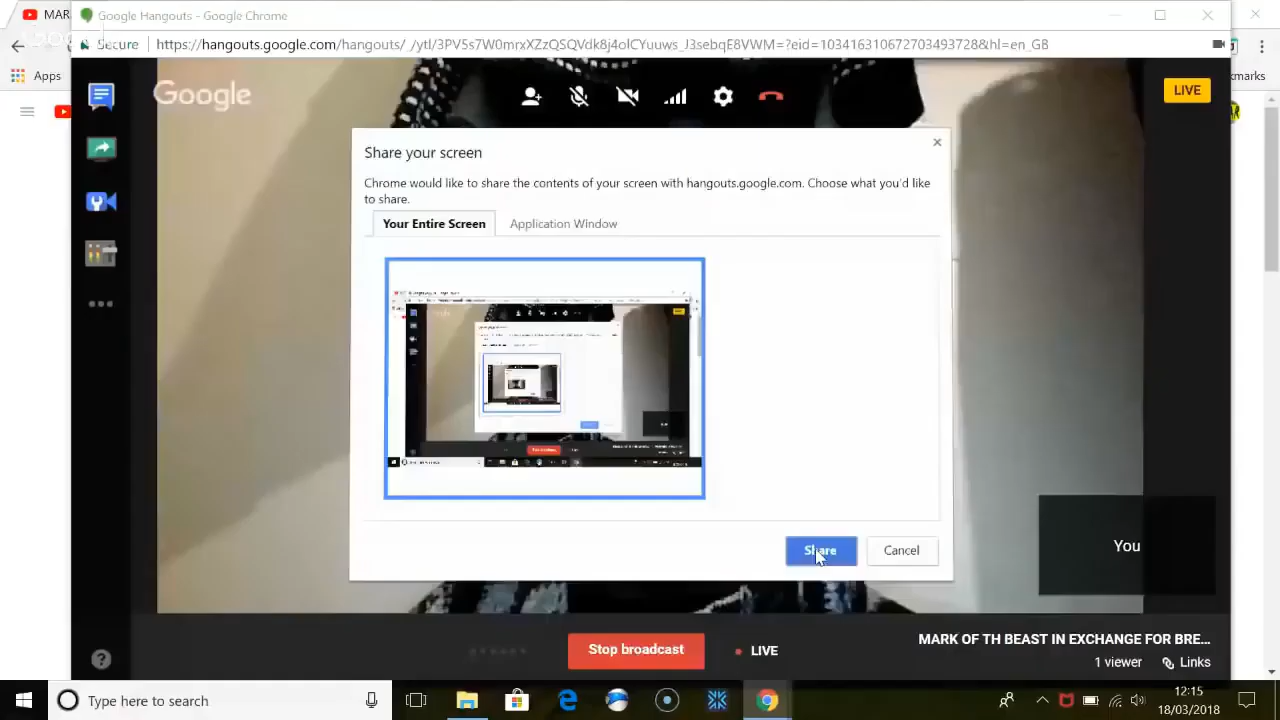 MAR
Google Hangouts - Google Chrome
Secure
https://hangouts.google.com/hangouts/_/ytl/3PV5s7W0mrxXZzQSQVdk8j4olCYuuws_J3sebqE8VWM=?eid=103416310672703493728&hl=en_GB
Apps
kmarks
Google
LIVE
Share your screen
Chrome would like to share the contents of your screen with hangouts.google.com. Choose what you'd like
to share.
Your Entire Screen
Application Window
Share
Cancel
You
Stop broadcast
LIVE
MARK OF TH BEAST IN EXCHANGE FOR BRE...
1 viewer
Links
Type here to search
12:15
18/03/2018